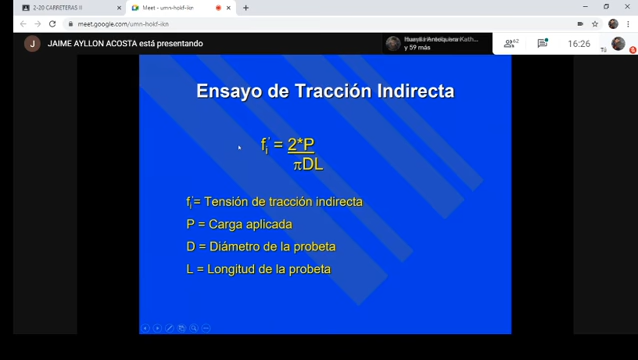 2-20 CARRETERAS II
Meet - umn-hokf-ikn
meet.google.com/umn-hokf-ikn
J
JAIME AYLLON ACOSTA está presentando
y 59 más
62
16:26
Tú
Ensayo de Tracción Indirecta
fi' = 2*P
πDL
fi'= Tensión de tracción indirecta
P = Carga aplicada
D = Diámetro de la probeta
L = Longitud de la probeta